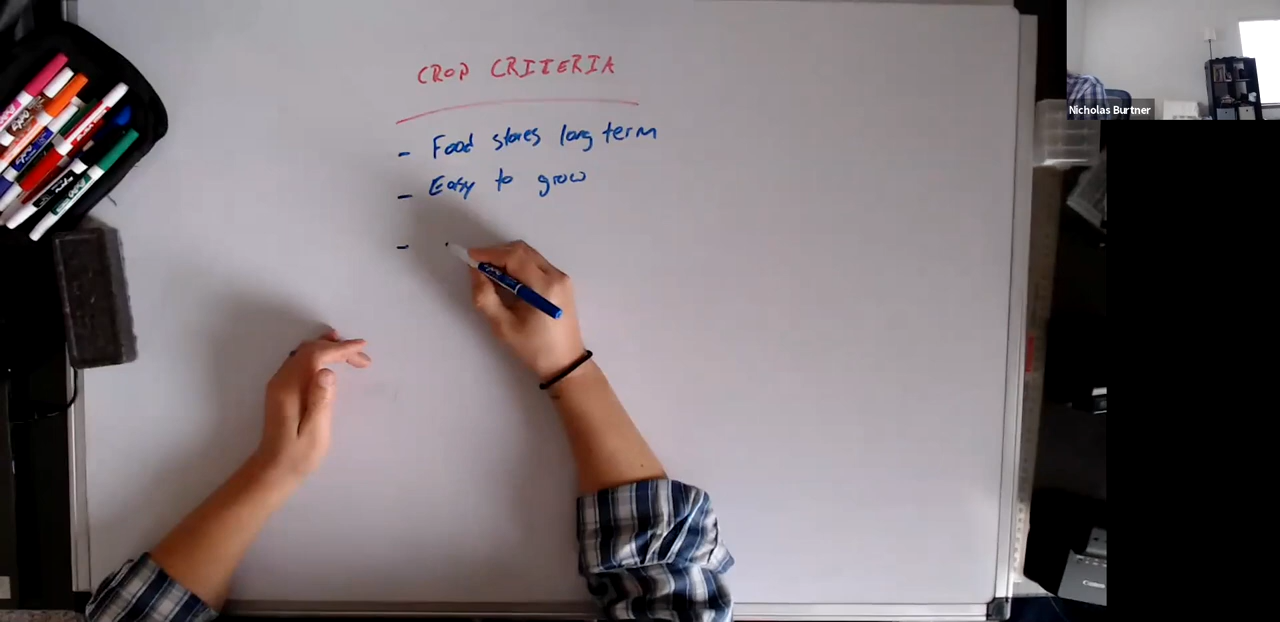 CROP CRITERIA
- Food stores long term
- Easy to grow
-
Nicholas Burtner